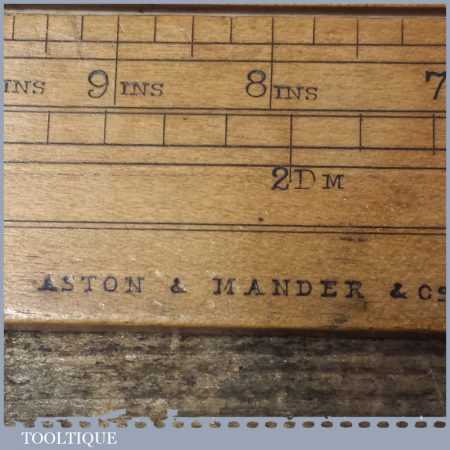 INS 9 INS 8 INS 7
2DM
ASTON & MANDER & CO
TOOLTIQUE